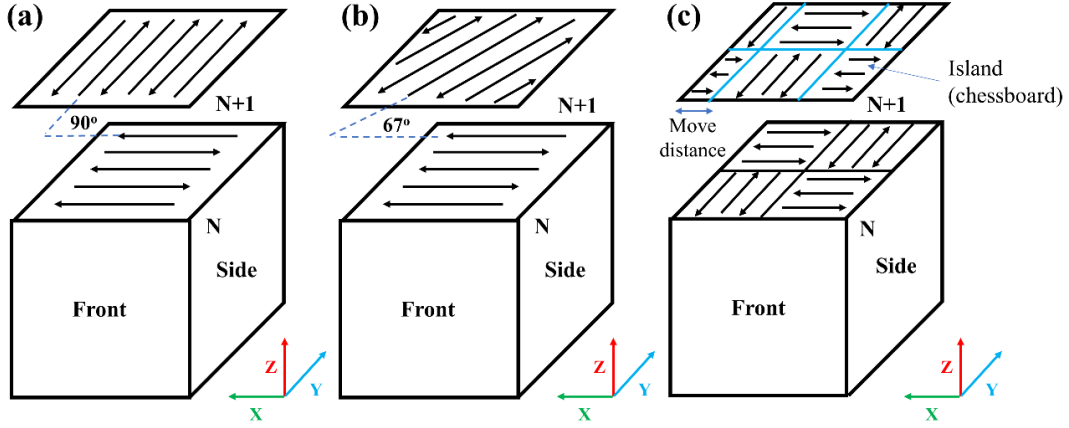 (a)
N+1
90°
N
Front
Side
Z
Y
X
(b)
N+1
67°
N
Front
Side
Z
Y
X
(c)
Island
(chessboard)
N+1
Move
distance
N
Front
Side
Z
Y
X